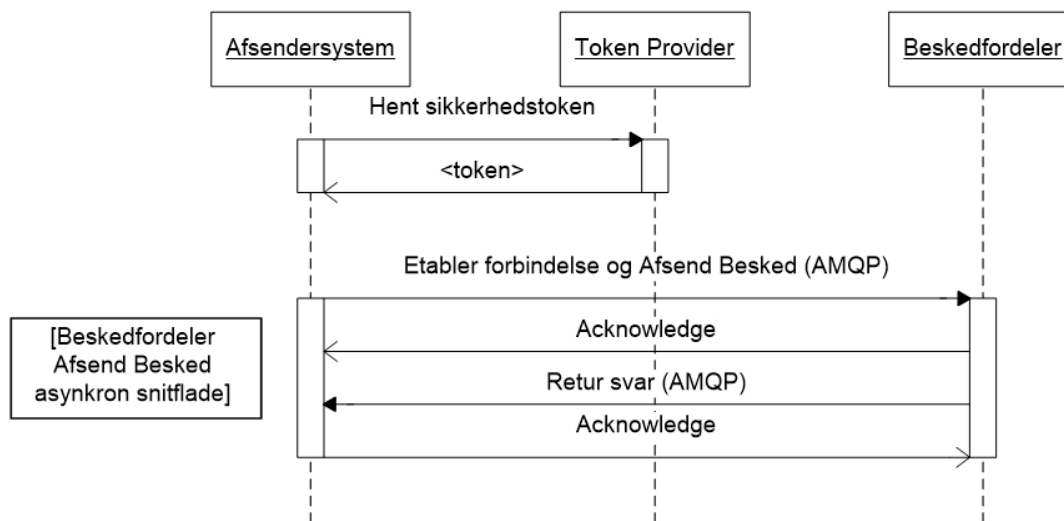 Afsendersystem
Token Provider
Beskedfordeler
Hent sikkerhedstoken
<token>
Etabler forbindelse og Afsend Besked (AMQP)
[Beskedfordeler
Afsend Besked
asynkron snitflade]
Acknowledge
Retur svar (AMQP)
Acknowledge